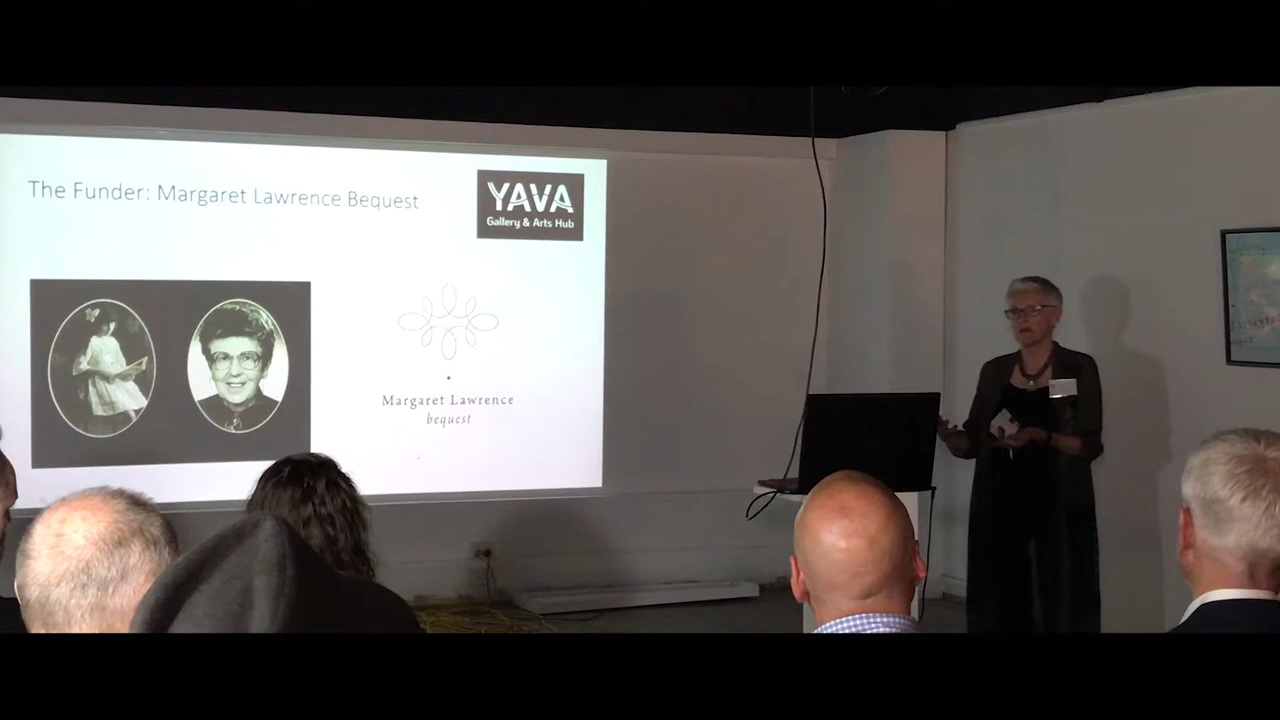 The Funder: Margaret Lawrence Bequest
YAVA
Gallery & Arts Hub
Margaret Lawrence
bequest